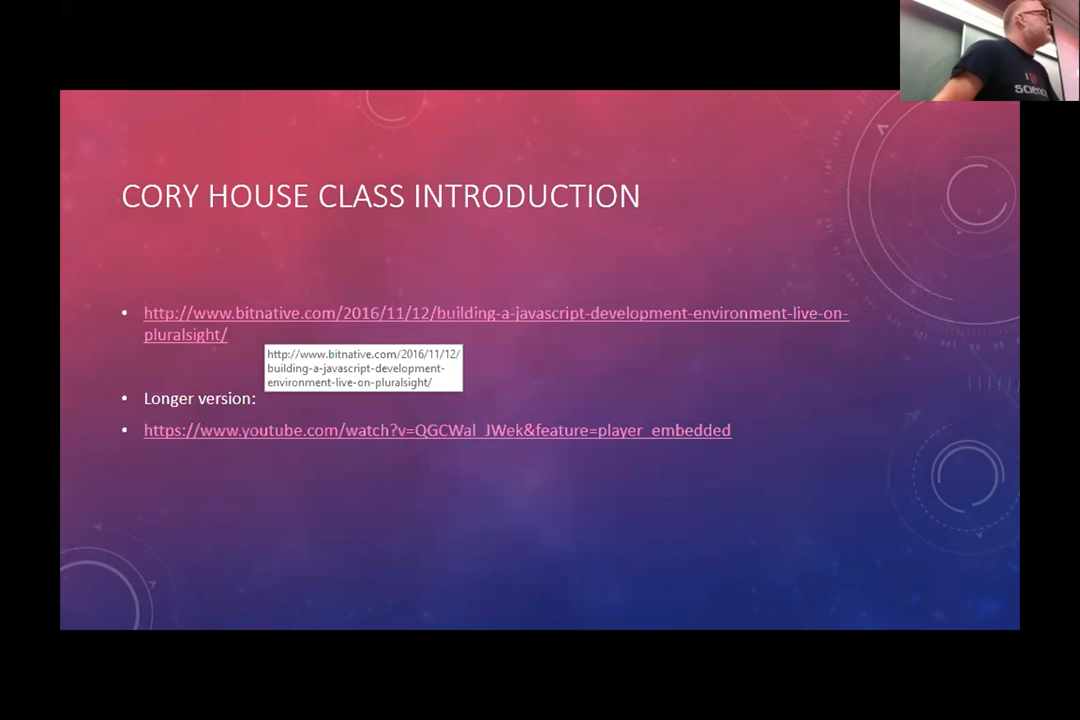 I
SCIENC
CORY HOUSE CLASS INTRODUCTION
• http://www.bitnative.com/2016/11/12/building-a-javascript-development-environment-live-on-
pluralsight/
http://www.bitnative.com/2016/11/12/
building-a-javascript-development-
environment-live-on-pluralsight/
• Longer version:
• https://www.youtube.com/watch?v=QGCWal_JWek&feature=player_embedded